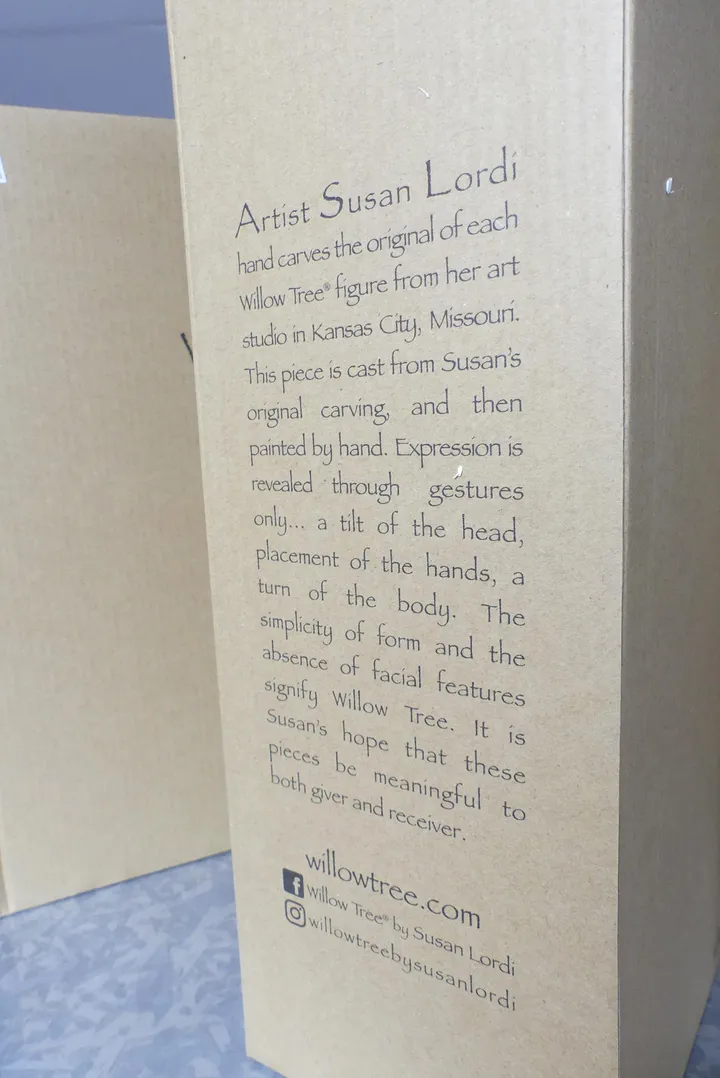 Artist Susan Lordi
hand carves the original of each
Willow Tree® figure from her art
studio in Kansas City, Missouri.
This piece is cast from Susan's
original carving, and then
painted by hand. Expression is
revealed through gestures
only... a tilt of the head,
placement of the hands, a
turn of the body. The
simplicity of form and the
absence of facial features
signify Willow Tree. It is
Susan's hope that these
pieces be meaningful to
both giver and receiver.
willowtree.com
Willow Tree® by Susan Lordi
willowtreebysusanlordi